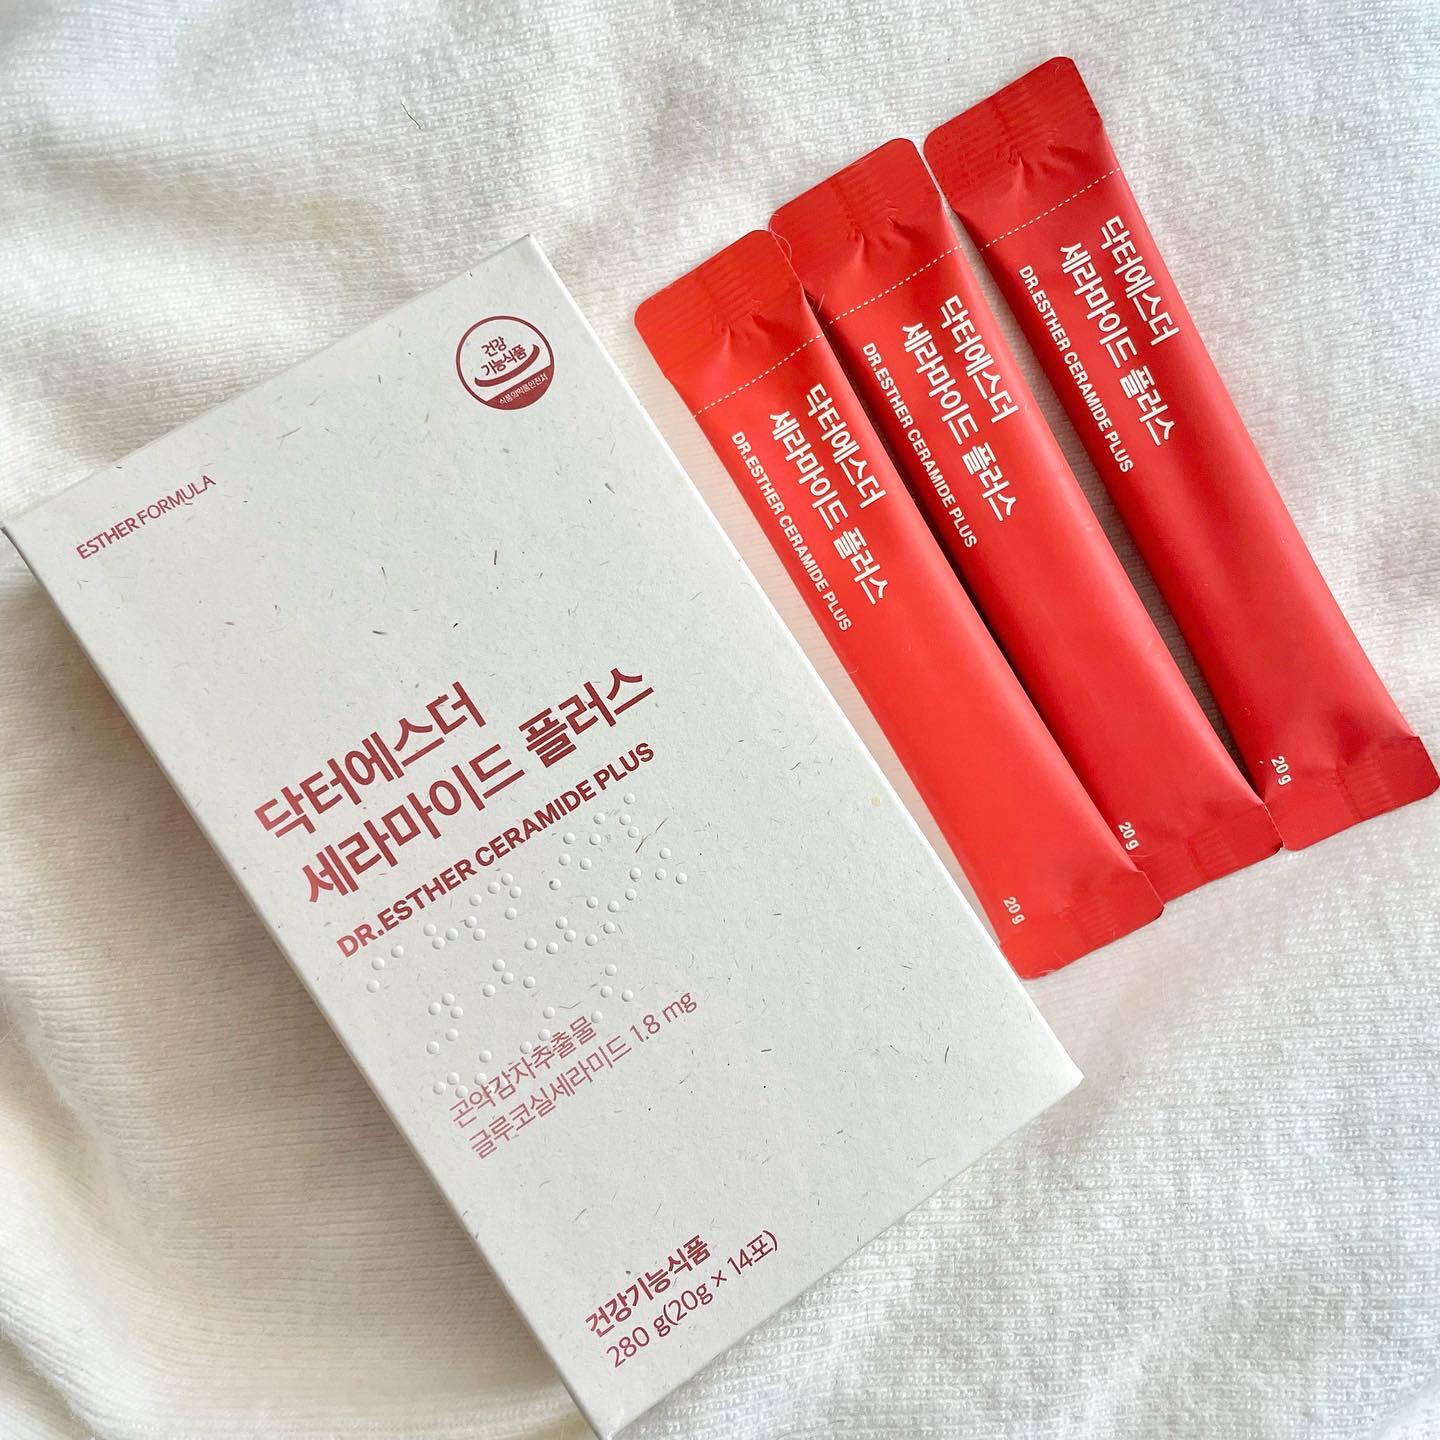 ESTHER FORMULA
건강
기능식품
식품의약품안전처
닥터에스더
세라마이드 플러스
DR.ESTHER CERAMIDE PLUS
곤약감자추출물
글루코실세라미드 1.8 mg
건강기능식품
280 g(20g × 14포)
닥터에스더
세라마이드 플러스
DR.ESTHER CERAMIDE PLUS
20 g
닥터에스더
세라마이드 플러스
DR.ESTHER CERAMIDE PLUS
20 g
닥터에스더
세라마이드 플러스
DR.ESTHER CERAMIDE PLUS
20 g